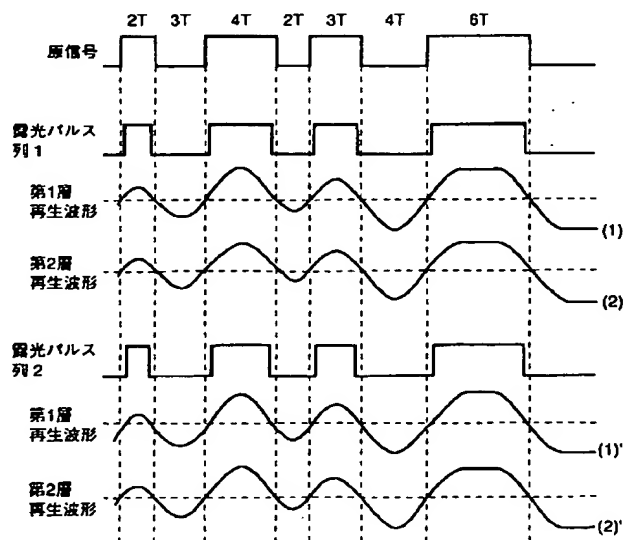 2T 3T 4T 2T 3T 4T 6T
原信号
露光パルス
列1
第1層
再生波形
(1)
第2層
再生波形
(2)
露光パルス
列2
第1層
再生波形
(1)'
第2層
再生波形
(2)'